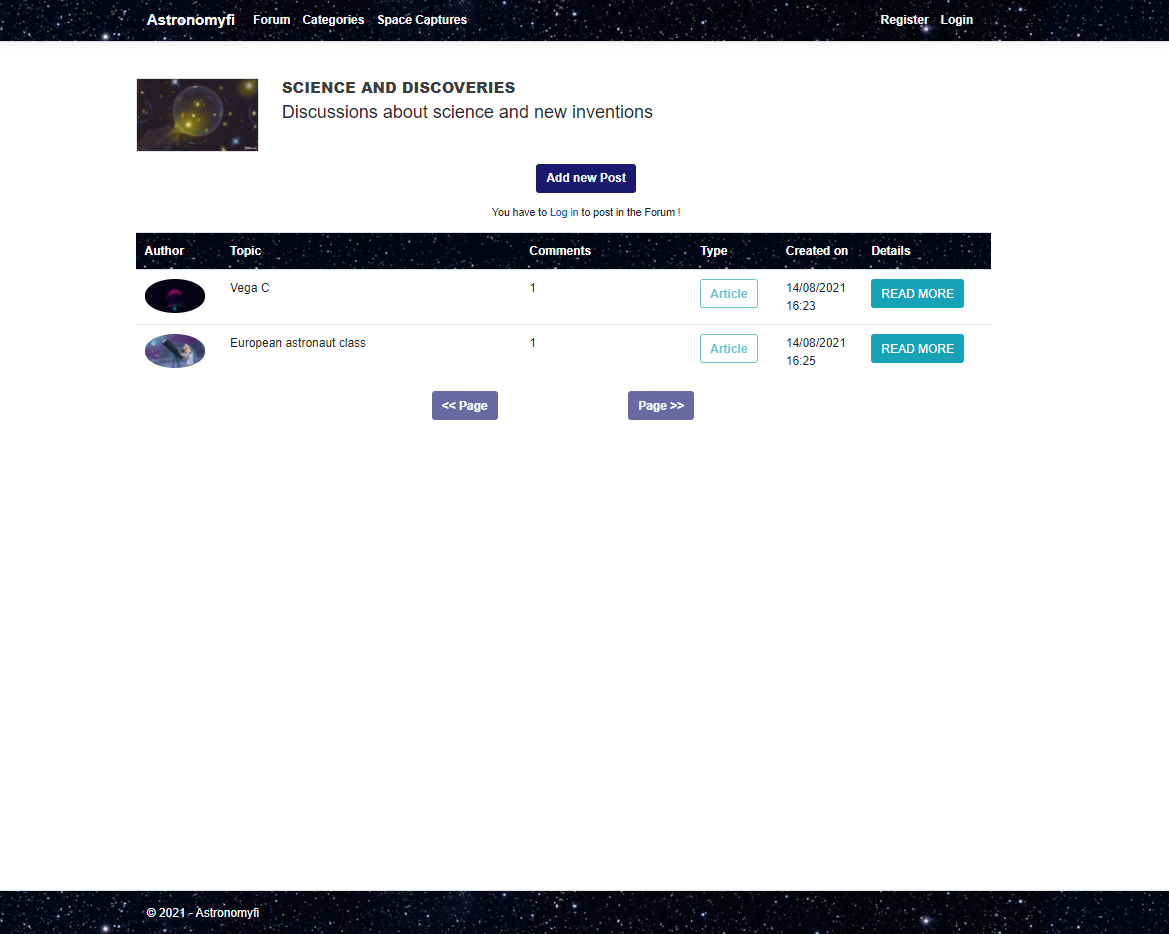 Astronomyfi Forum Categories Space Captures Register Login
SCIENCE AND DISCOVERIES
Discussions about science and new inventions
Add new Post
You have to Log in to post in the Forum !
Author Topic Comments Type Created on Details
Vega C 1 Article 14/08/2021 READ MORE
16:23
European astronaut class 1 Article 14/08/2021 READ MORE
16:25
<< Page Page >>
© 2021 - Astronomyfi